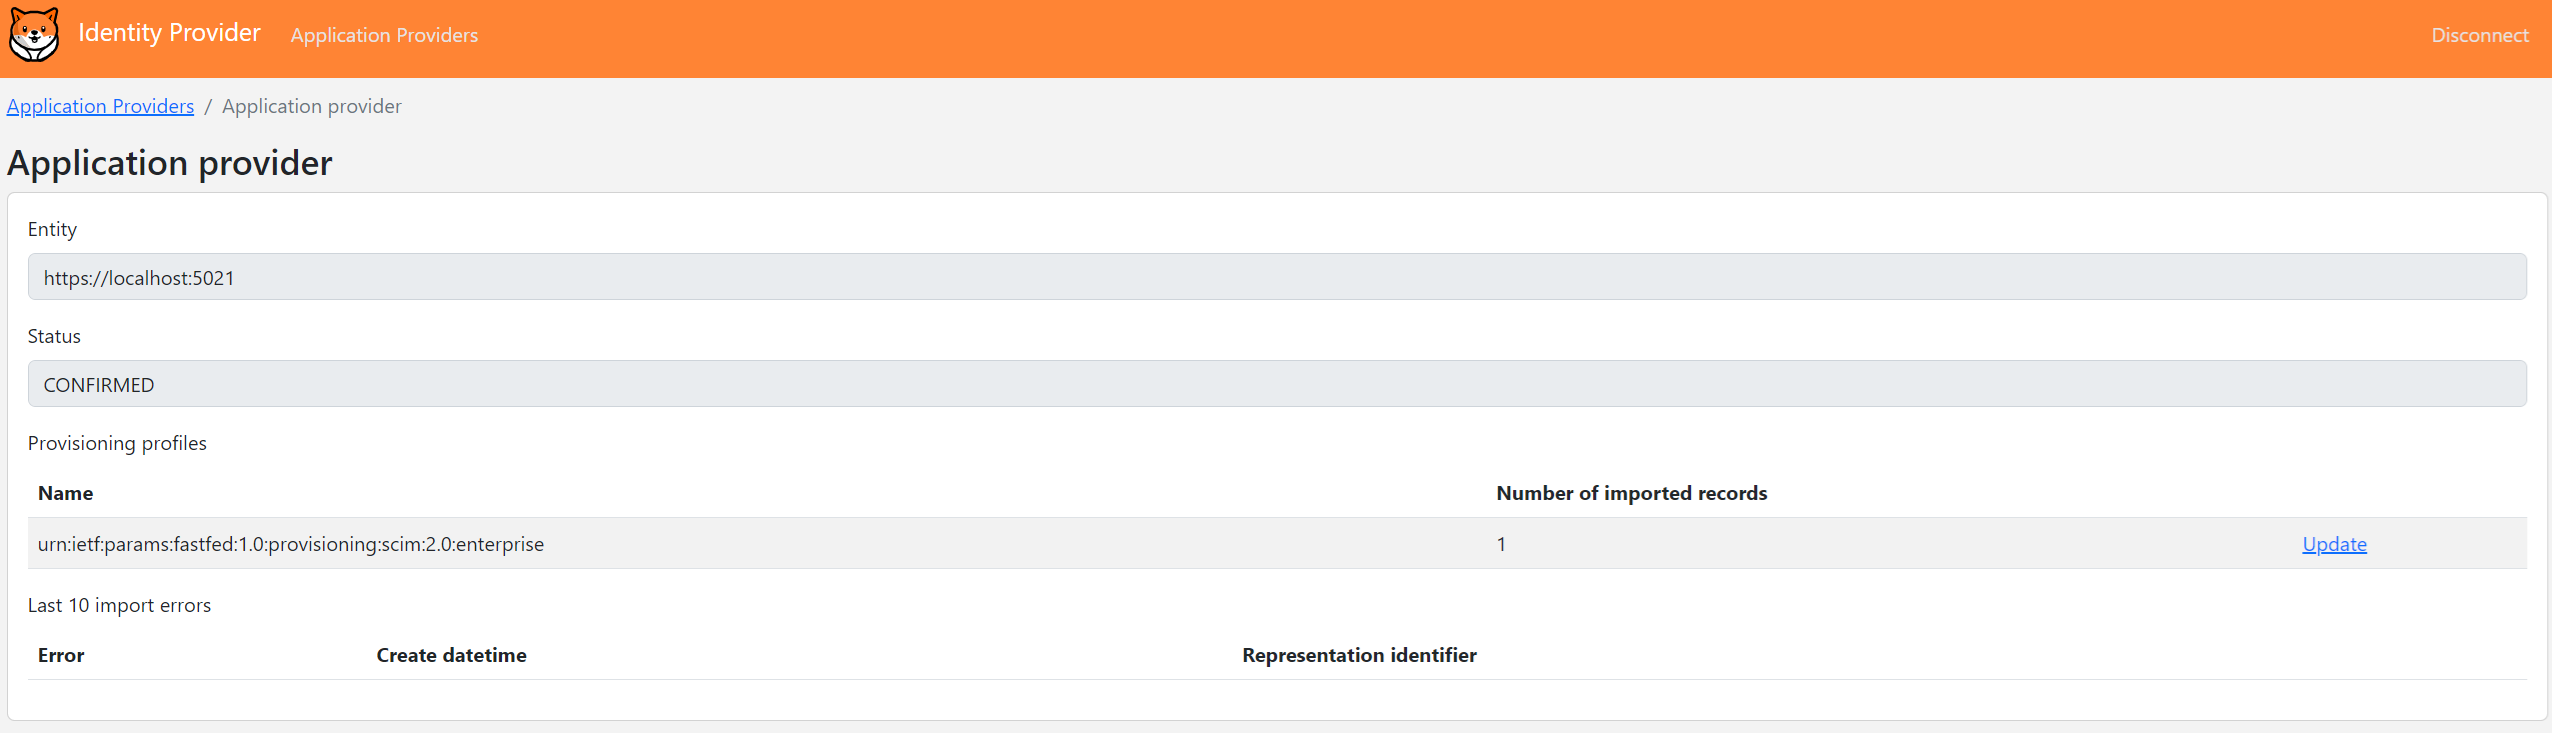 Identity Provider Application Providers Disconnect
Application Providers / Application provider
Application provider
Entity
https://localhost:5021
Status
CONFIRMED
Provisioning profiles
Name Number of imported records
urn:ietf:params:fastfed:1.0:provisioning:scim:2.0:enterprise 1 Update
Last 10 import errors
Error Create datetime Representation identifier